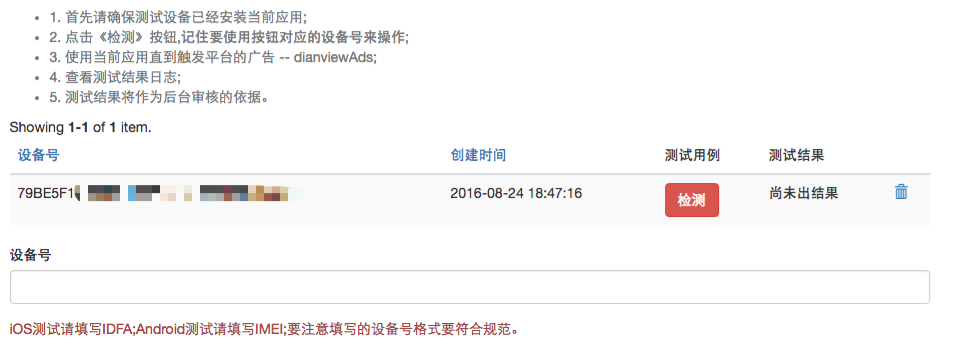 1. 首先请确保测试设备已经安装当前应用;
2. 点击《检测》按钮,记住要使用按钮对应的设备号来操作;
3. 使用当前应用直到触发平台的广告 -- dianviewAds;
4. 查看测试结果日志;
5. 测试结果将作为后台审核的依据。
Showing 1-1 of 1 item.
设备号 创建时间 测试用例 测试结果
79BE5F1 2016-08-24 18:47:16 检测 尚未出结果
设备号
iOS测试请填写IDFA;Android测试请填写IMEI;要注意填写的设备号格式要符合规范。